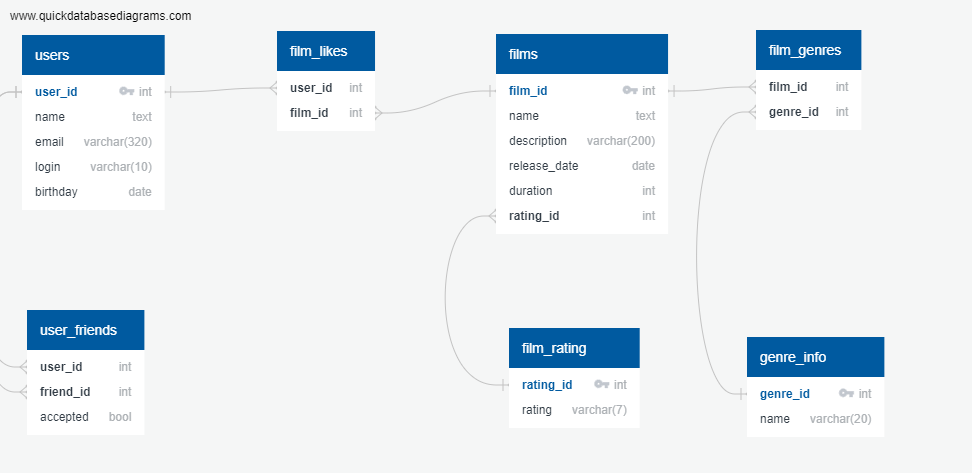 www.quickdatabasediagrams.com
users
user_id int
name text
email varchar(320)
login varchar(10)
birthday date
film_likes
user_id int
film_id int
films
film_id int
name text
description varchar(200)
release_date date
duration int
rating_id int
film_genres
film_id int
genre_id int
user_friends
user_id int
friend_id int
accepted bool
film_rating
rating_id int
rating varchar(7)
genre_info
genre_id int
name varchar(20)